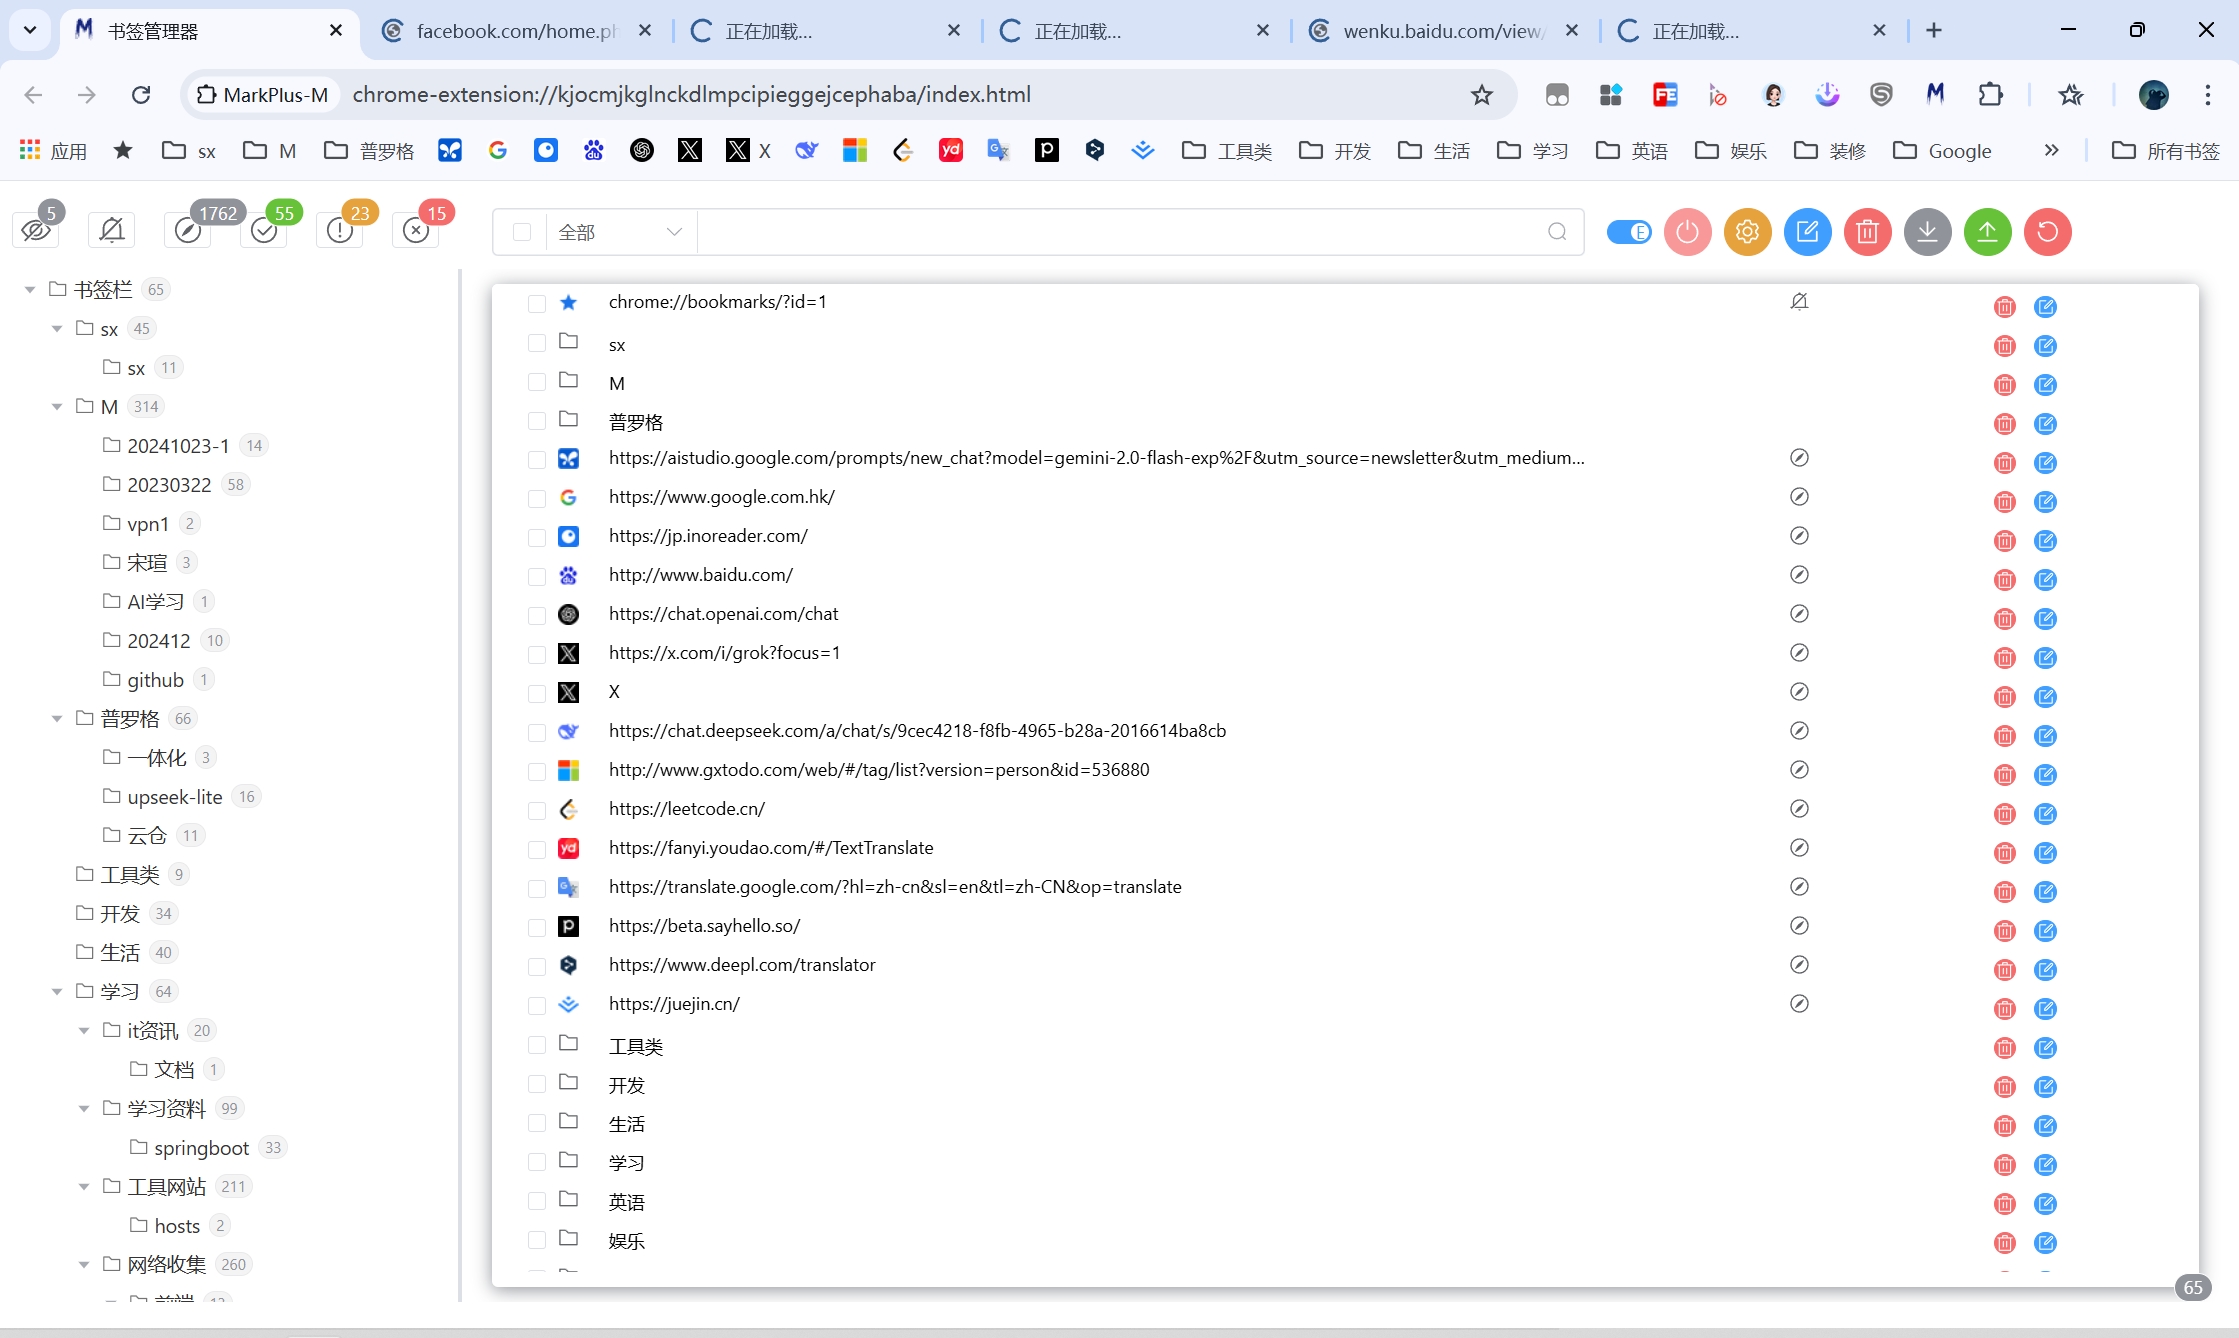 书签管理器
facebook.com/home.ph
正在加载...
正在加载...
wenku.baidu.com/view/
正在加载...
MarkPlus-M
chrome-extension://kjocmjkglnckdlmpcipieggejcephaba/index.html
应用
sx
M
普罗格
X
工具类
开发
生活
学习
英语
娱乐
装修
Google
所有书签
5
1762
55
23
15
全部
E
书签栏 65
sx 45
sx 11
M 314
20241023-1 14
20230322 58
vpn1 2
宋瑄 3
AI学习 1
202412 10
github 1
普罗格 66
一体化 3
upseek-lite 16
云仓 11
工具类 9
开发 34
生活 40
学习 64
it资讯 20
文档 1
学习资料 99
springboot 33
工具网站 211
hosts 2
网络收集 260
前端 12
chrome://bookmarks/?id=1
sx
M
普罗格
https://aistudio.google.com/prompts/new_chat?model=gemini-2.0-flash-exp%2F&utm_source=newsletter&utm_medium...
https://www.google.com.hk/
https://jp.inoreader.com/
http://www.baidu.com/
https://chat.openai.com/chat
https://x.com/i/grok?focus=1
X
https://chat.deepseek.com/a/chat/s/9cec4218-f8fb-4965-b28a-2016614ba8cb
http://www.gxtodo.com/web/#/tag/list?version=person&id=536880
https://leetcode.cn/
https://fanyi.youdao.com/#/TextTranslate
https://translate.google.com/?hl=zh-cn&sl=en&tl=zh-CN&op=translate
https://beta.sayhello.so/
https://www.deepl.com/translator
https://juejin.cn/
工具类
开发
生活
学习
英语
娱乐
65